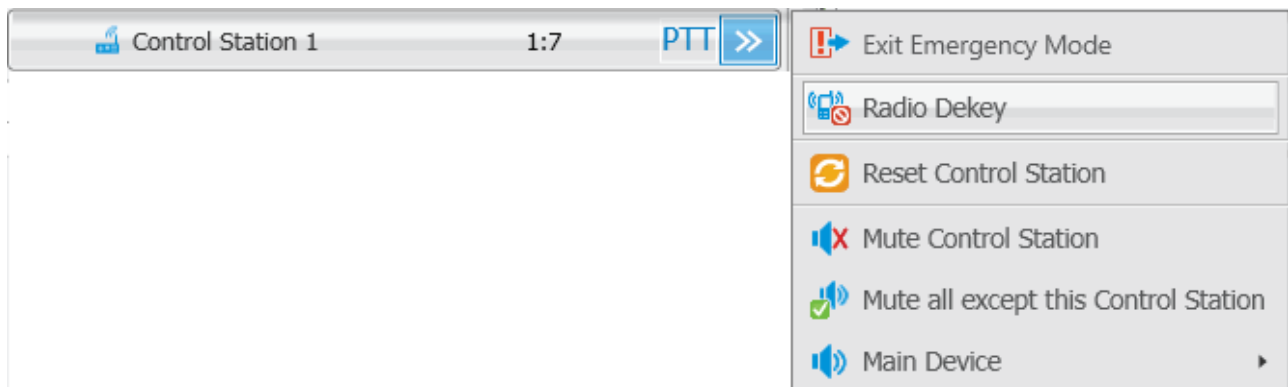 Control Station 1 1:7 PTT
Exit Emergency Mode
Radio Dekey
Reset Control Station
Mute Control Station
Mute all except this Control Station
Main Device